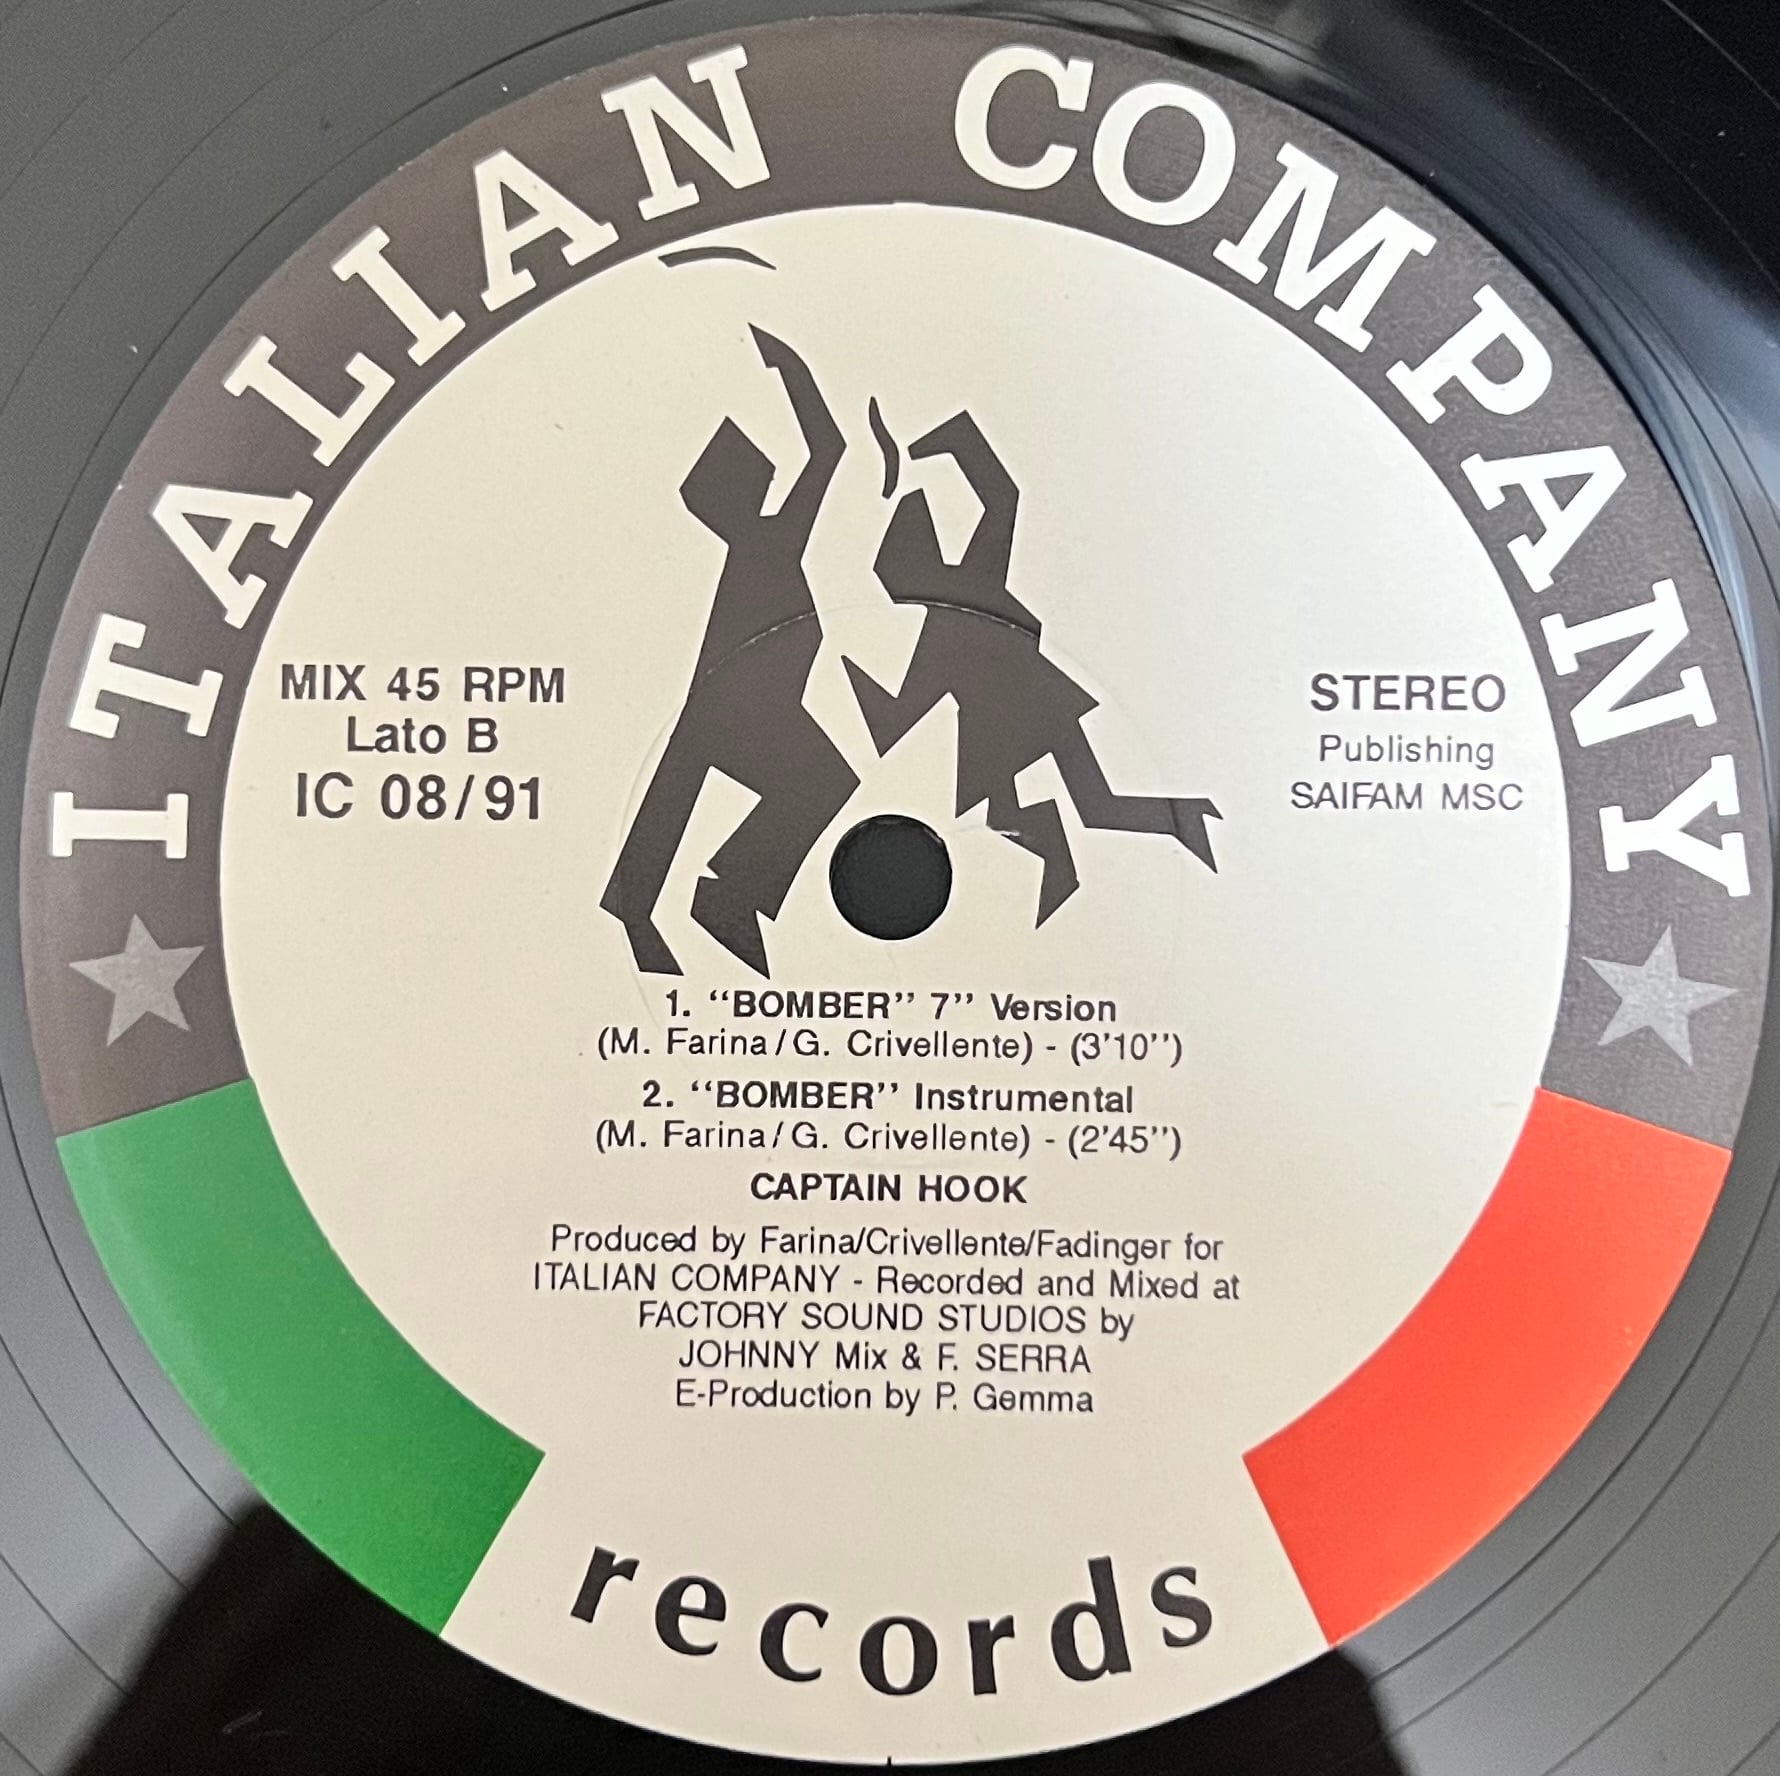 ITALIAN COMPANY
MIX 45 RPM
Lato B
IC 08/91
STEREO
Publishing
SAIFAM MSC
1. "BOMBER" 7" Version
(M. Farina/G. Crivellente) - (3'10")
2. "BOMBER" Instrumental
(M. Farina/G. Crivellente) - (2'45")
CAPTAIN HOOK
Produced by Farina/Crivellente/Fadinger for
ITALIAN COMPANY - Recorded and Mixed at
FACTORY SOUND STUDIOS by
JOHNNY Mix & F. SERRA
E-Production by P. Gemma
records